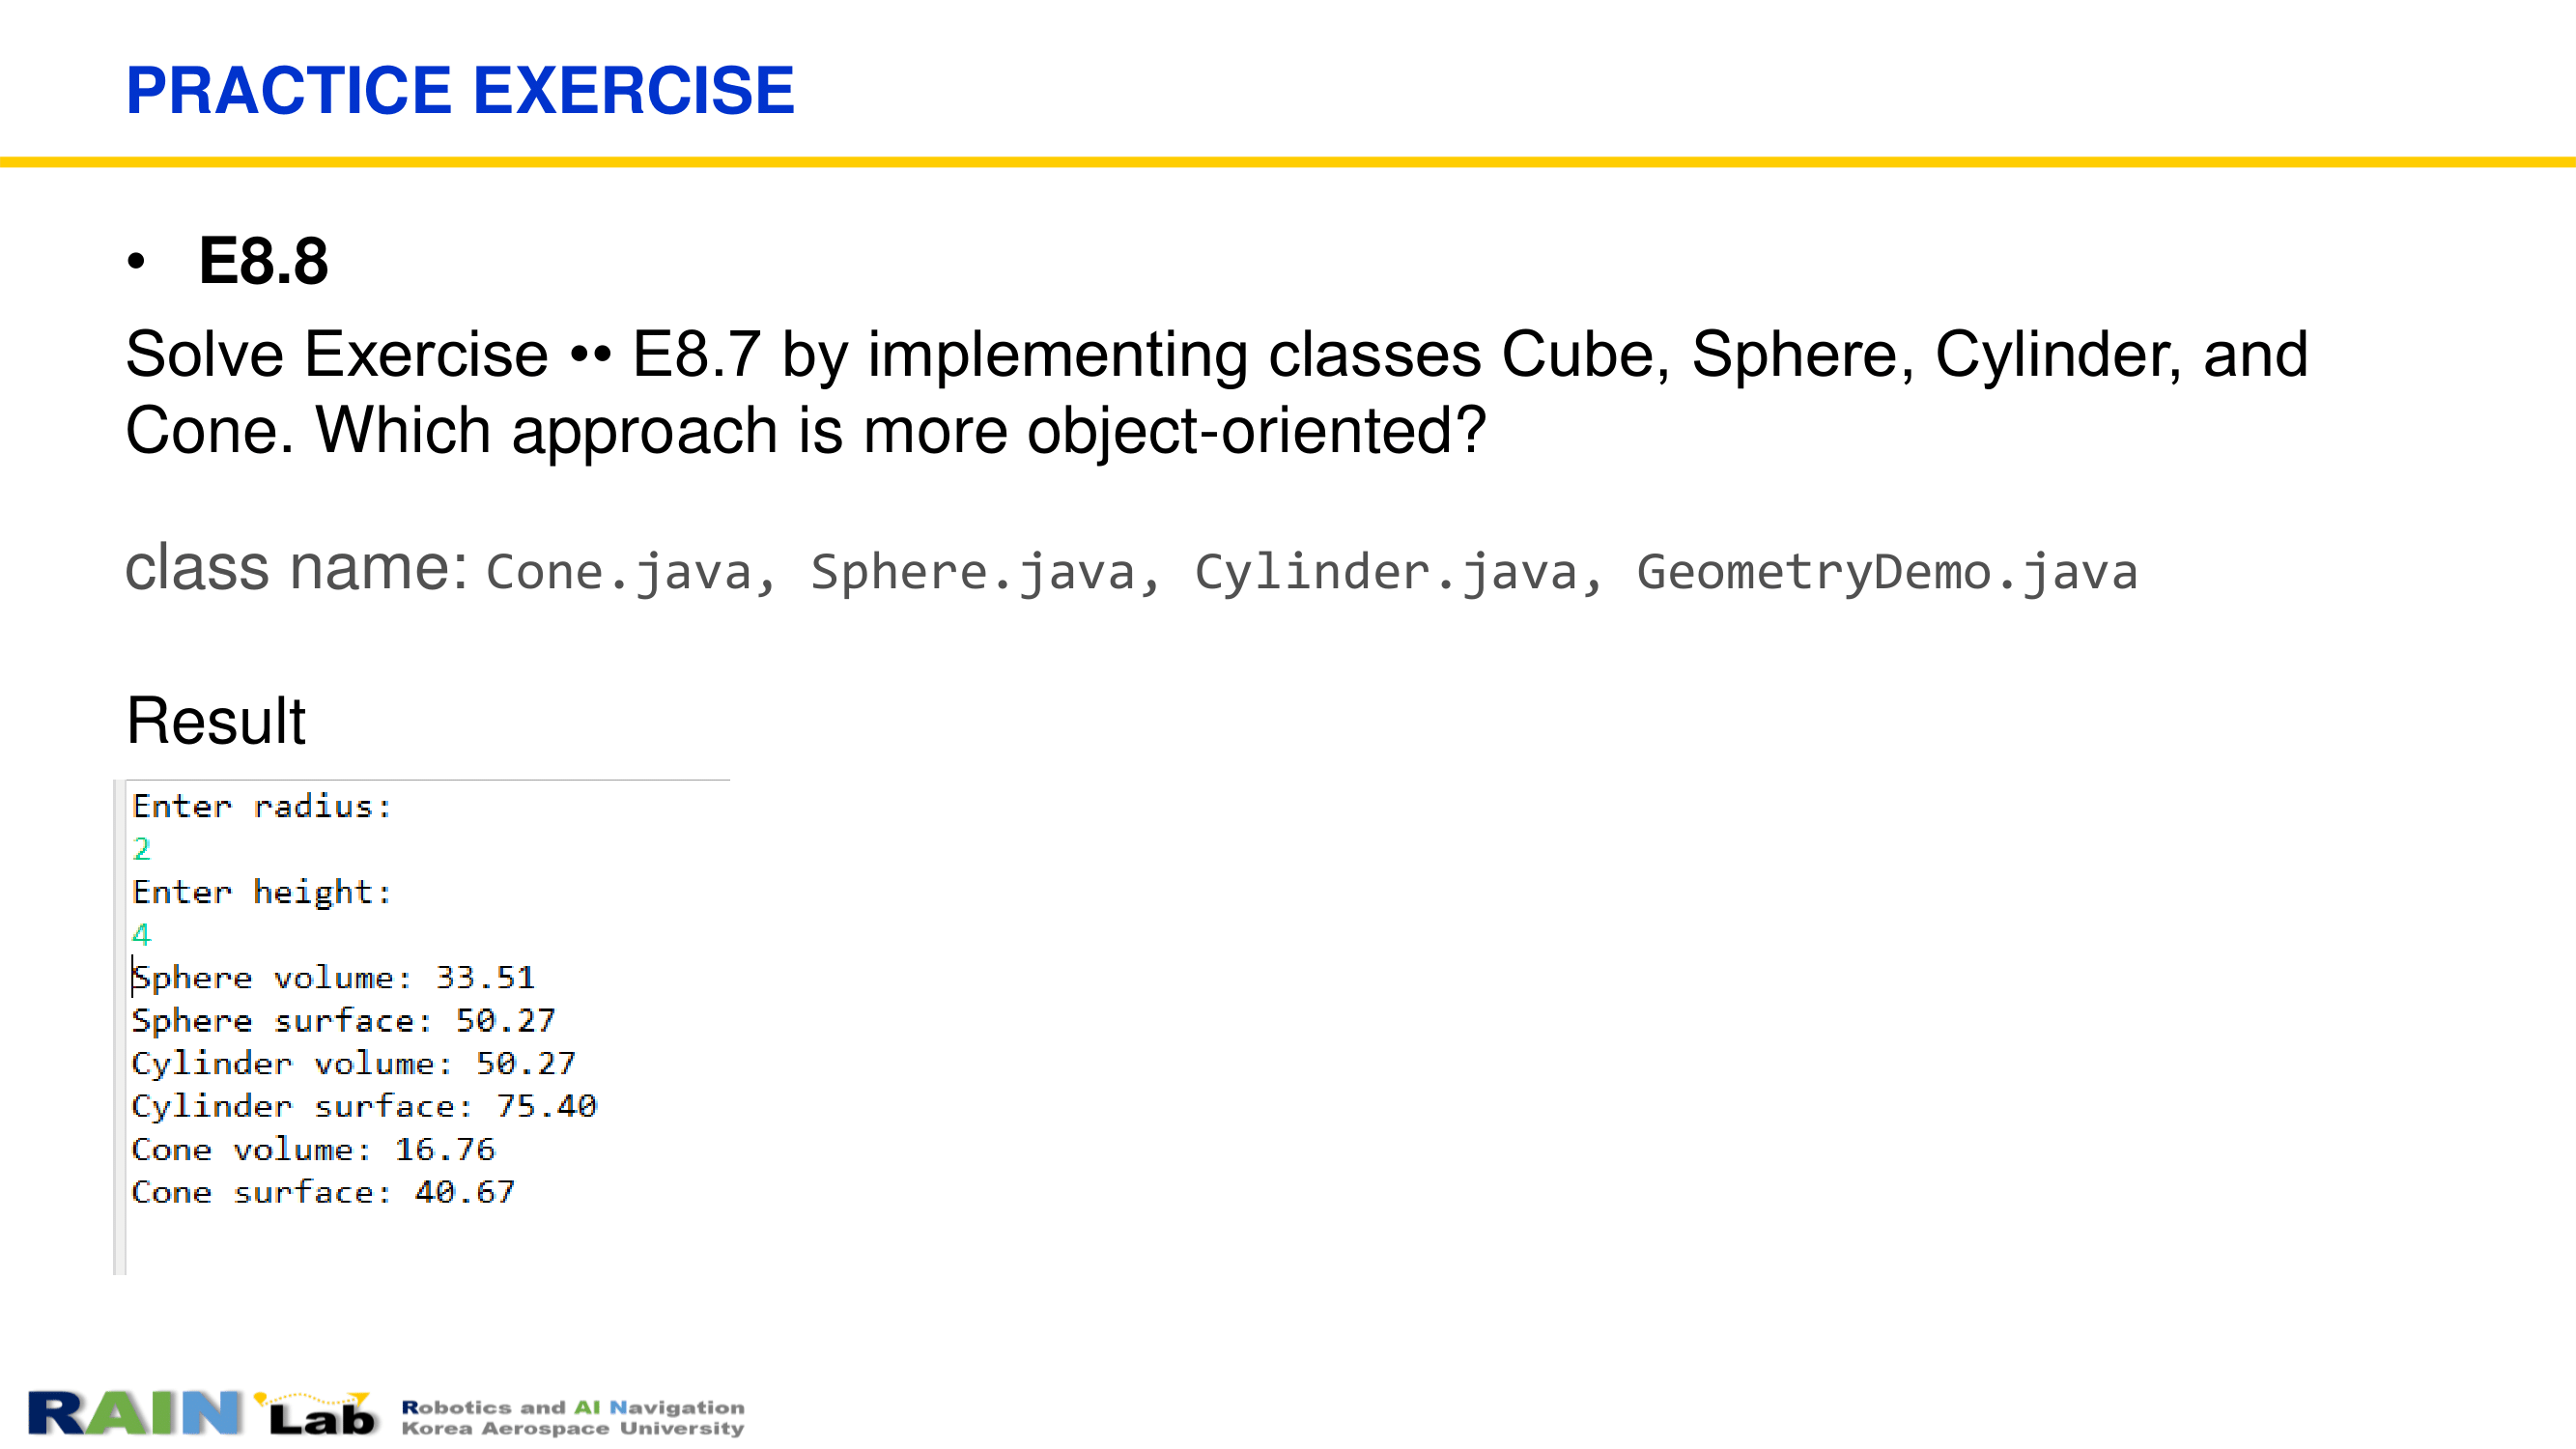 PRACTICE EXERCISE
• E8.8
Solve Exercise •• E8.7 by implementing classes Cube, Sphere, Cylinder, and
Cone. Which approach is more object-oriented?
class name: Cone.java, Sphere.java, Cylinder.java, GeometryDemo.java
Result
Enter radius:
2
Enter height:
4
Sphere volume: 33.51
Sphere surface: 50.27
Cylinder volume: 50.27
Cylinder surface: 75.40
Cone volume: 16.76
Cone surface: 40.67
RAIN Lab
Robotics and AI Navigation
Korea Aerospace University